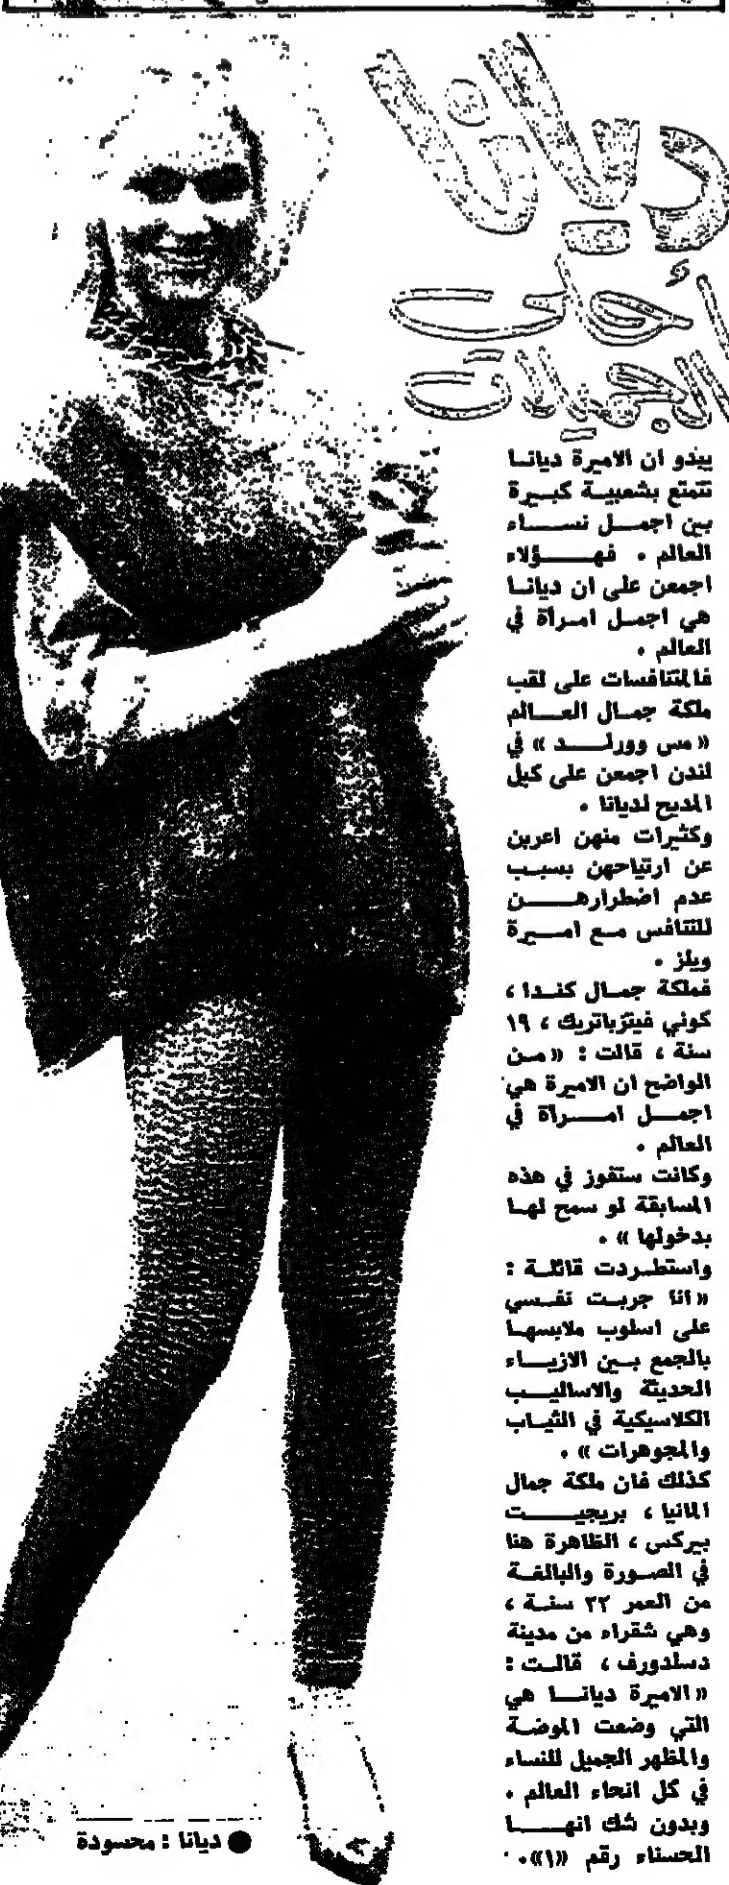 ديانا
أحلى
الجميلات
يبدو ان الاميرة ديانا
تتمتع بشعبية كبيرة
بين اجمل نساء
العالم . فهؤلاء
اجمعن على ان ديانا
هي اجمل امرأة في
العالم .
فالمتنافسات على لقب
ملكة جمال العالم
«مس وورلد» في
لندن اجمعن على كيل
المديح لديانا .
وكثيرات منهن اعربن
عن ارتياحهن بسبب
عدم اضطرارهن
للتنافس مع اميرة
ويلز .
فملكة جمال كندا ،
كوني فيتزباتريك ، ١٩
سنة ، قالت : «من
الواضح ان الاميرة هي
اجمل امرأة في
العالم .
وكانت ستفوز في هذه
المسابقة لو سمح لها
بدخولها» .
واستطردت قائلة :
«انا جربت نفسي
على اسلوب ملابسها
بالجمع بين الازياء
الحديثة والاساليب
الكلاسيكية في الثياب
والمجوهرات» .
كذلك فان ملكة جمال
المانيا ، بريجيت
بيركس ، الظاهرة هنا
في الصورة والبالغة
من العمر ٢٢ سنة ،
وهي شقراء من مدينة
دسلدورف ، قالت :
«الاميرة ديانا هي
التي وضعت الموضة
والمظهر الجميل للنساء
في كل انحاء العالم .
وبدون شك انها
الحسناء رقم «١»» .
● ديانا : محسودة